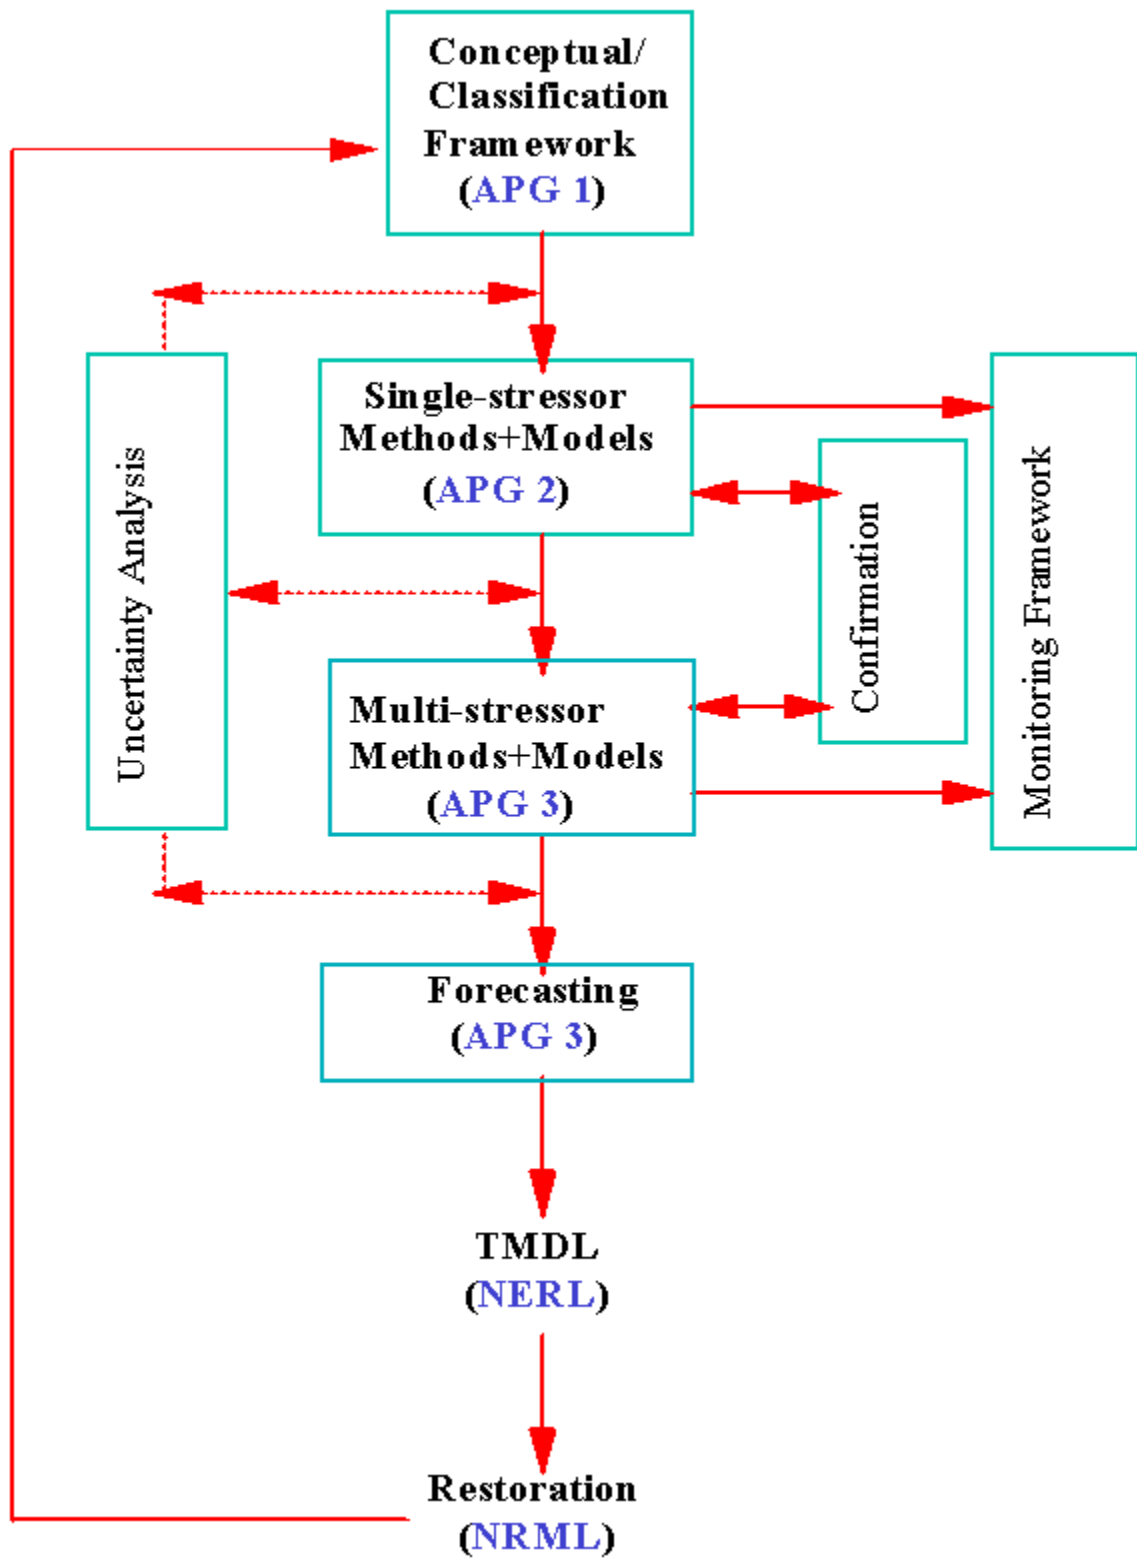 Conceptual/
Classification
Framework
(APG 1)
Single-stressor
Methods+Models
(APG 2)
Uncertainty Analysis
Confirmation
Monitoring Framework
Multi-stressor
Methods+Models
(APG 3)
Forecasting
(APG 3)
TMDL
(NERL)
Restoration
(NRML)